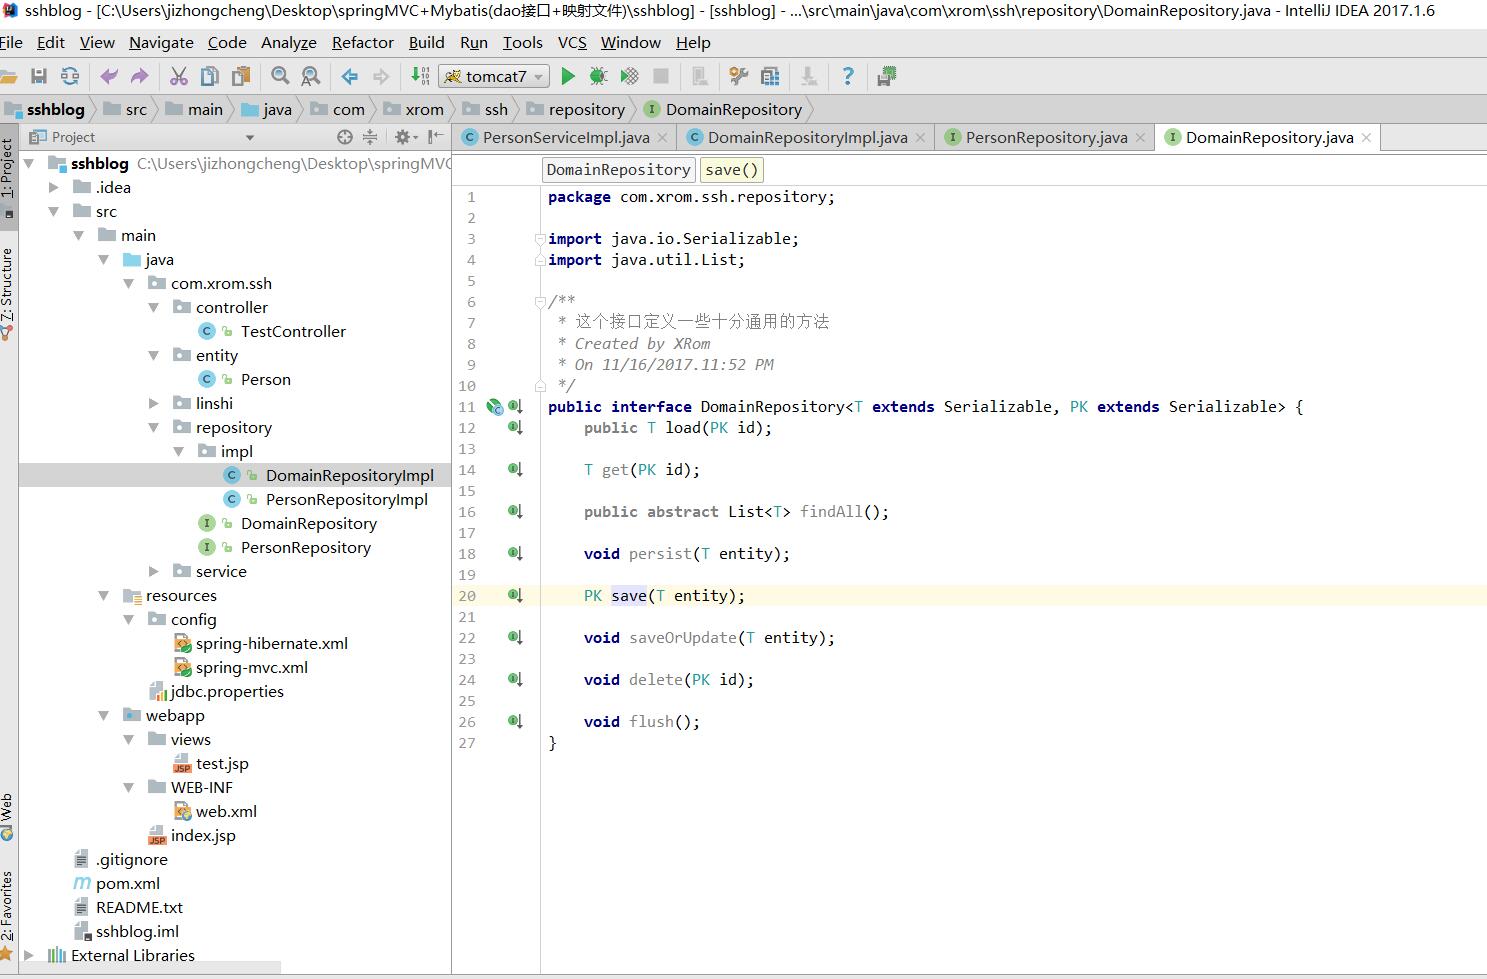 sshblog - [C:\Users\jizhongcheng\Desktop\springMVC+Mybatis(dao接口+映射文件)\sshblog] - [sshblog] - ...\src\main\java\com\xrom\ssh\repository\DomainRepository.java - IntelliJ IDEA 2017.1.6
File Edit View Navigate Code Analyze Refactor Build Run Tools VCS Window Help
tomcat7
sshblog src main java com xrom ssh repository DomainRepository
Project
PersonServiceImpl.java DomainRepositoryImpl.java PersonRepository.java DomainRepository.java
1: Project
7: Structure
Web
2: Favorites
sshblog C:\Users\jizhongcheng\Desktop\springMVC
.idea
src
main
java
com.xrom.ssh
controller
TestController
entity
Person
linshi
repository
impl
DomainRepositoryImpl
PersonRepositoryImpl
DomainRepository
PersonRepository
service
resources
config
spring-hibernate.xml
spring-mvc.xml
jdbc.properties
webapp
views
test.jsp
WEB-INF
web.xml
index.jsp
.gitignore
pom.xml
README.txt
sshblog.iml
External Libraries
DomainRepository save()
1 package com.xrom.ssh.repository;
2
3 import java.io.Serializable;
4 import java.util.List;
5
6 /**
7 * 这个接口定义一些十分通用的方法
8 * Created by XRom
9 * On 11/16/2017.11:52 PM
10 */
11 public interface DomainRepository<T extends Serializable, PK extends Serializable> {
12 public T load(PK id);
13
14 T get(PK id);
15
16 public abstract List<T> findAll();
17
18 void persist(T entity);
19
20 PK save(T entity);
21
22 void saveOrUpdate(T entity);
23
24 void delete(PK id);
25
26 void flush();
27 }